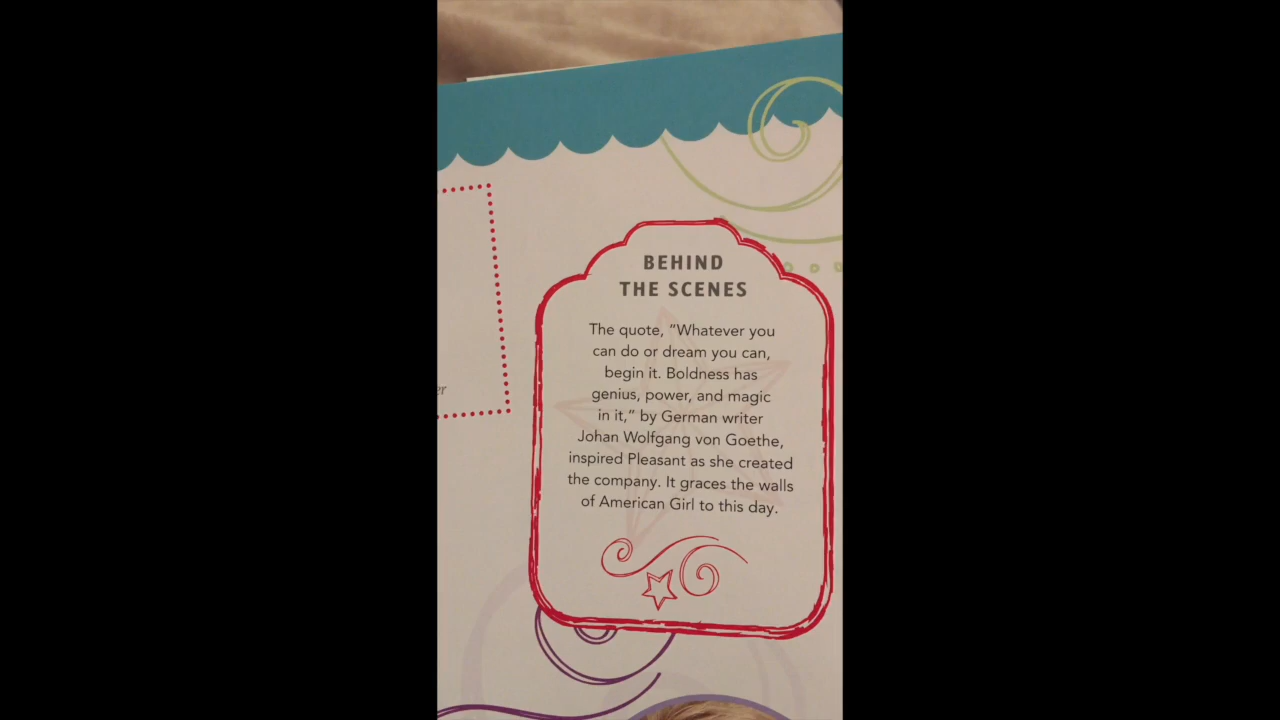 BEHIND
THE SCENES
The quote, “Whatever you
can do or dream you can,
begin it. Boldness has
genius, power, and magic
in it,” by German writer
Johan Wolfgang von Goethe,
inspired Pleasant as she created
the company. It graces the walls
of American Girl to this day.